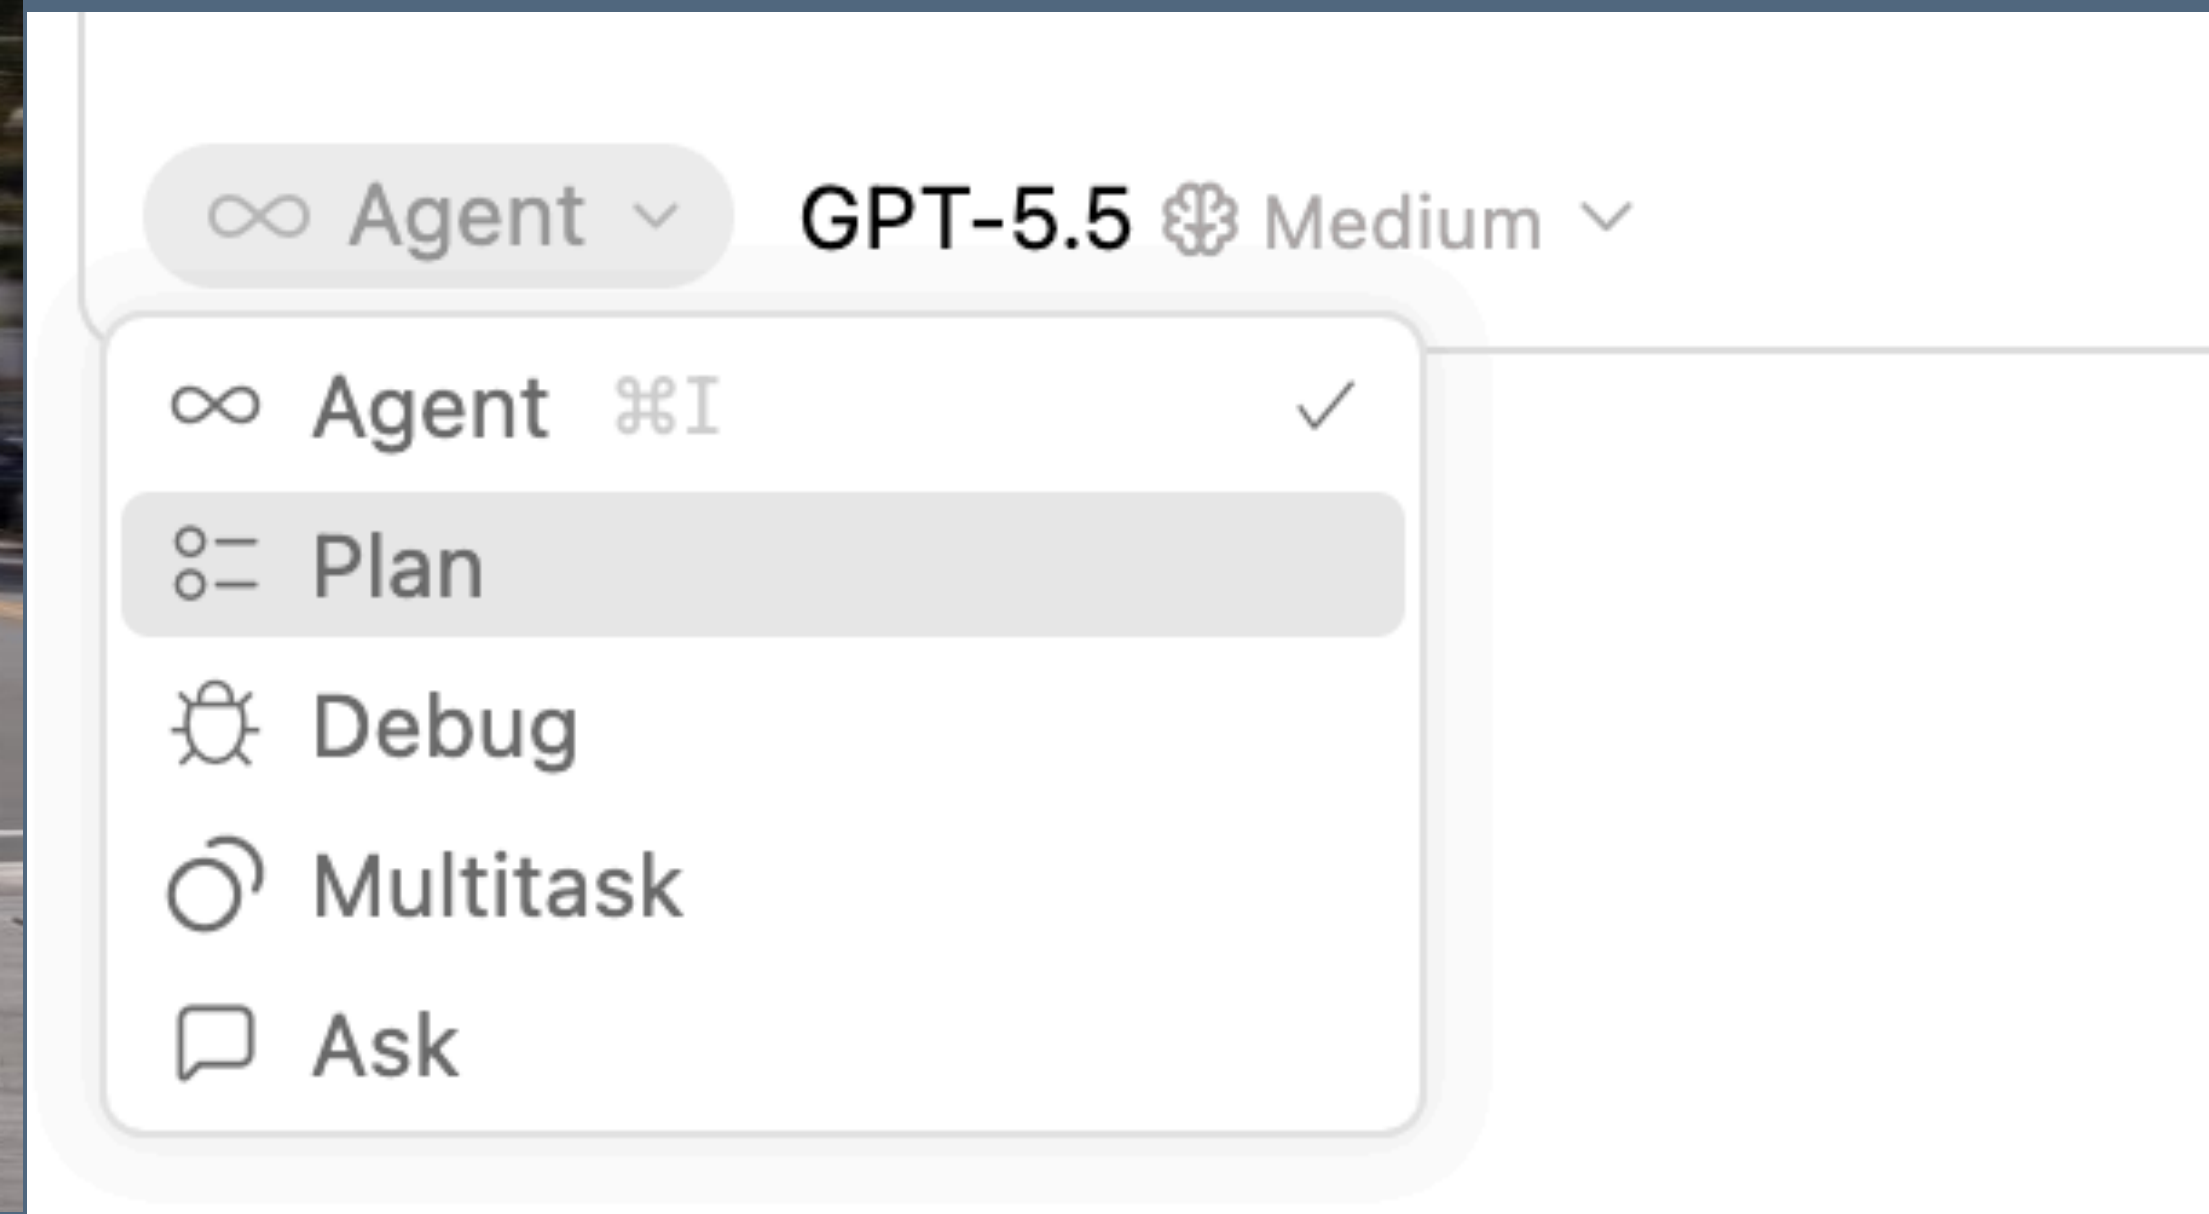 Agent GPT-5.5 Medium
Agent ⌘I
Plan
Debug
Multitask
Ask